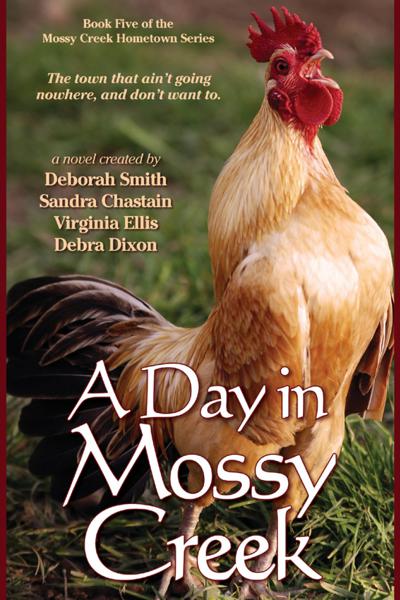 Book Five of the
Mossy Creek Hometown Series
The town that ain't going
nowhere, and don't want to.
a novel created by
Deborah Smith
Sandra Chastain
Virginia Ellis
Debra Dixon
A Day in
Mossy
Creek